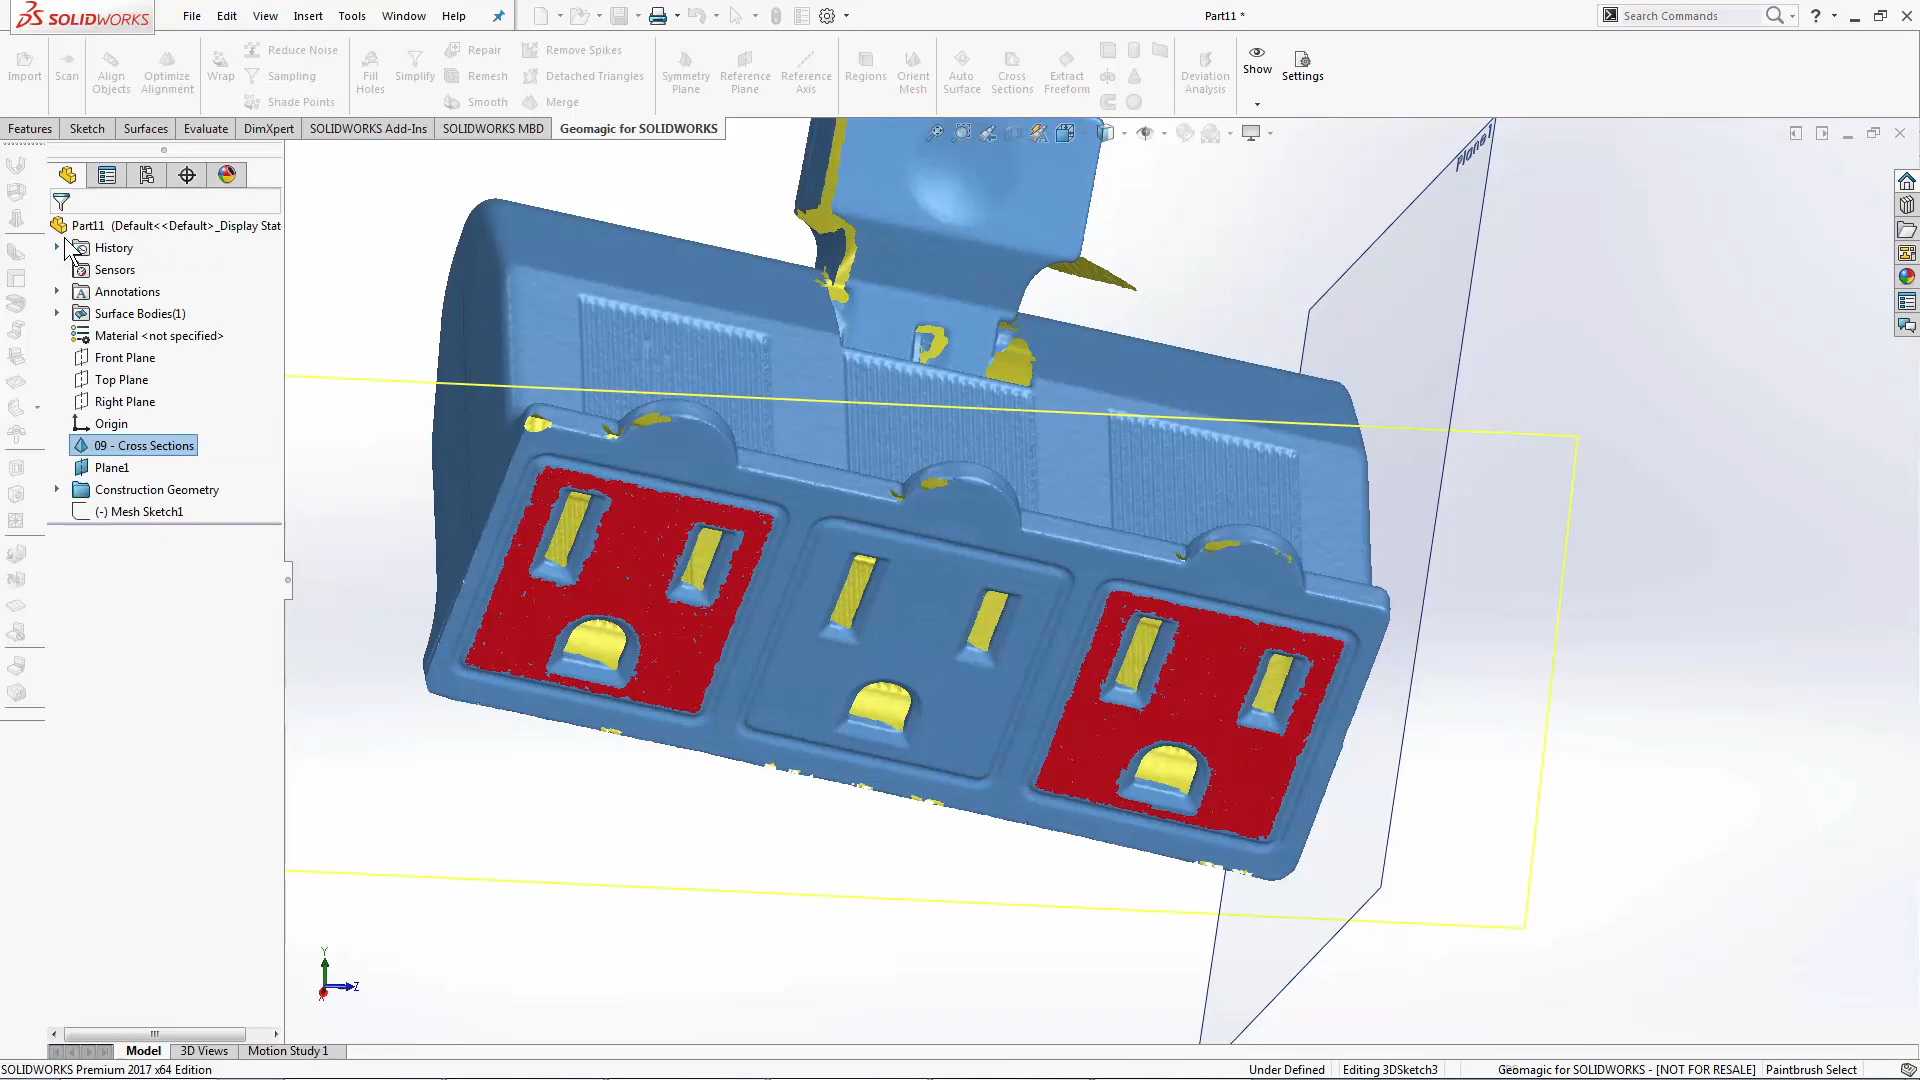 SOLIDWORKS
File Edit View Insert Tools Window Help
Part11 *
Search Commands
Import
Scan
Align Objects
Optimize Alignment
Wrap
Reduce Noise
Sampling
Shade Points
Fill Holes
Simplify
Repair
Remesh
Smooth
Remove Spikes
Detached Triangles
Merge
Symmetry Plane
Reference Plane
Reference Axis
Regions
Orient Mesh
Auto Surface
Cross Sections
Extract Freeform
Deviation Analysis
Show
Settings
Features Sketch Surfaces Evaluate DimXpert SOLIDWORKS Add-Ins SOLIDWORKS MBD Geomagic for SOLIDWORKS
Part11 (Default<<Default>_Display Stat
History
Sensors
Annotations
Surface Bodies(1)
Material <not specified>
Front Plane
Top Plane
Right Plane
Origin
09 - Cross Sections
Plane1
Construction Geometry
(-) Mesh Sketch1
Plane1
Y
Z
X
Model 3D Views Motion Study 1
SOLIDWORKS Premium 2017 x64 Edition
Under Defined Editing 3DSketch3 Geomagic for SOLIDWORKS - [NOT FOR RESALE] Paintbrush Select